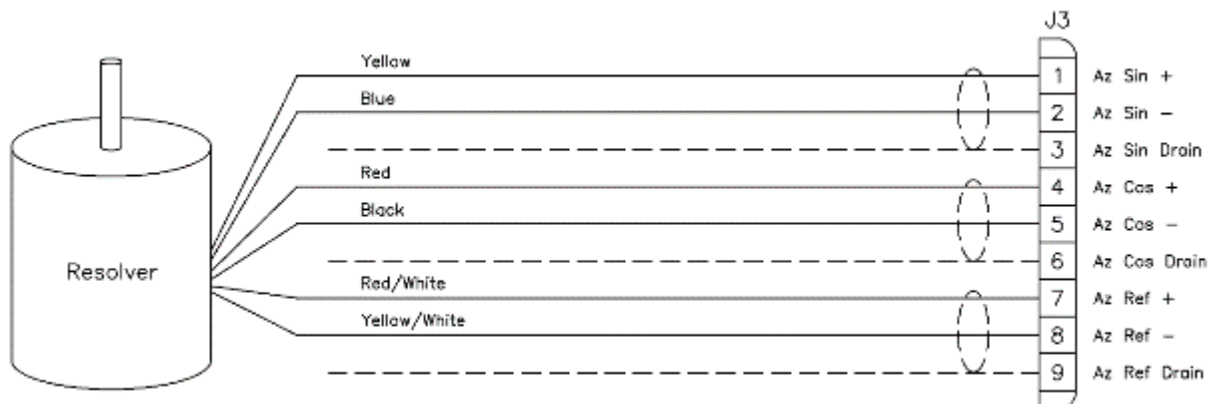 J3
Yellow 1 Az Sin +
Blue 2 Az Sin -
3 Az Sin Drain
Red 4 Az Cos +
Black 5 Az Cos -
6 Az Cos Drain
Resolver
Red/White 7 Az Ref +
Yellow/White 8 Az Ref -
9 Az Ref Drain